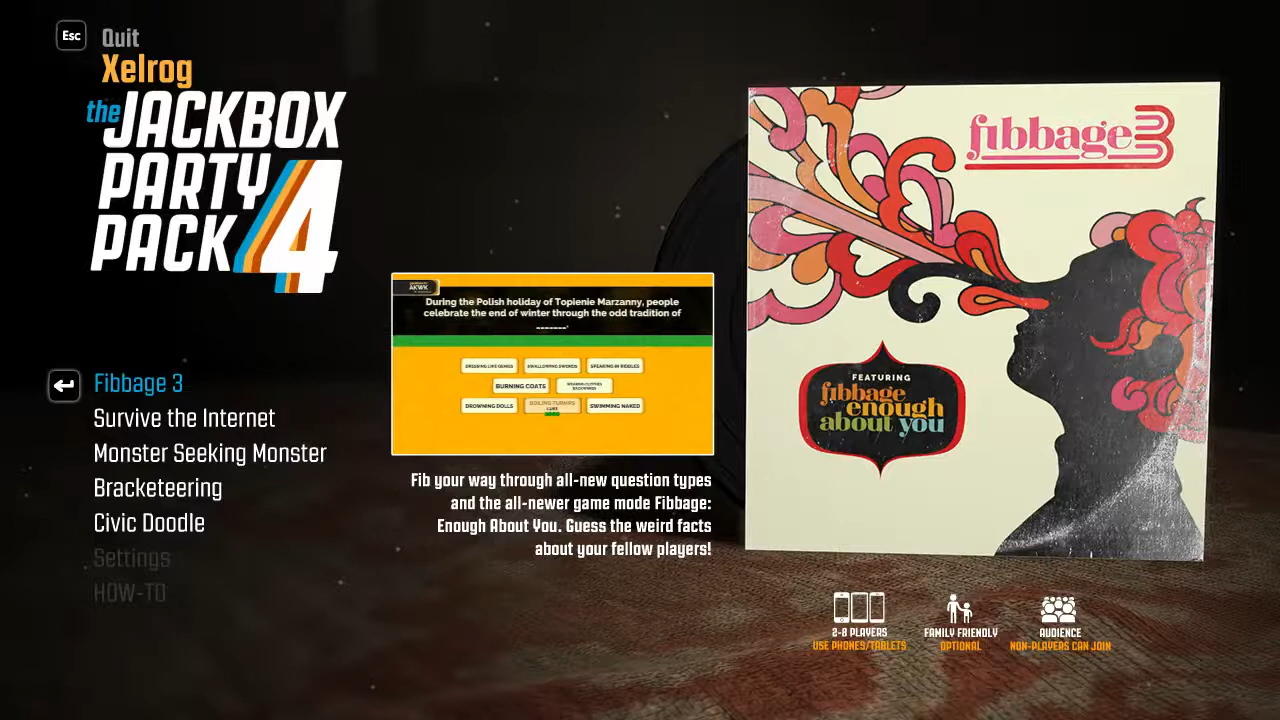 Esc
Quit
Xelrog
the
JACKBOX
PARTY
PACK 4
Fibbage 3
Survive the Internet
Monster Seeking Monster
Bracketeering
Civic Doodle
Settings
HOW-TO
AKWK
During the Polish holiday of Topienie Marzanny, people
celebrate the end of winter through the odd tradition of
-------.
DRESSING LIKE GENIES
SWALLOWING SWORDS
SPEAKING IN RIDDLES
BURNING COATS
WEARING CLOTHES
BACKWARDS
DROWNING DOLLS
BOILING TURNIPS
SWIMMING NAKED
Fib your way through all-new question types
and the all-newer game mode Fibbage:
Enough About You. Guess the weird facts
about your fellow players!
fibbage 3
FEATURING
fibbage
enough
about you
2-8 PLAYERS
USE PHONES/TABLETS
FAMILY FRIENDLY
OPTIONAL
AUDIENCE
NON-PLAYERS CAN JOIN